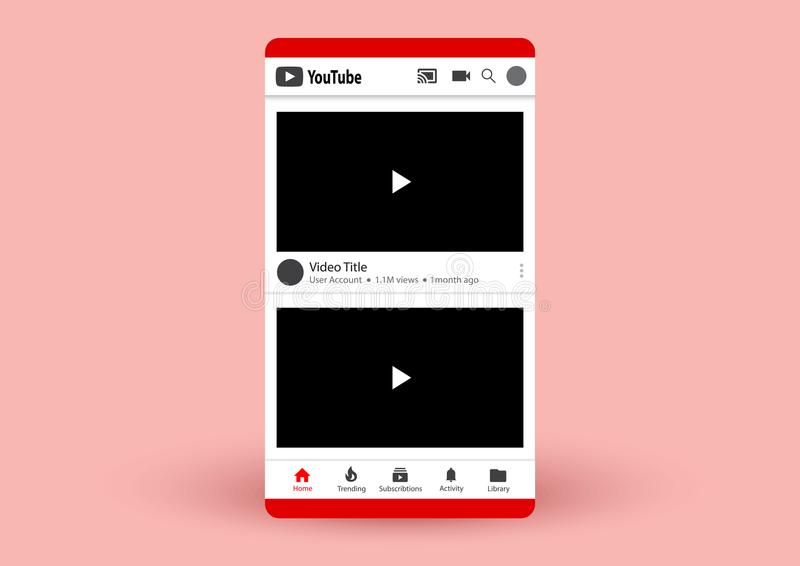 YouTube
Video Title
User Account • 1.1M views • 1month ago
Home Trending Subscribtions Activity Library
dreamstime